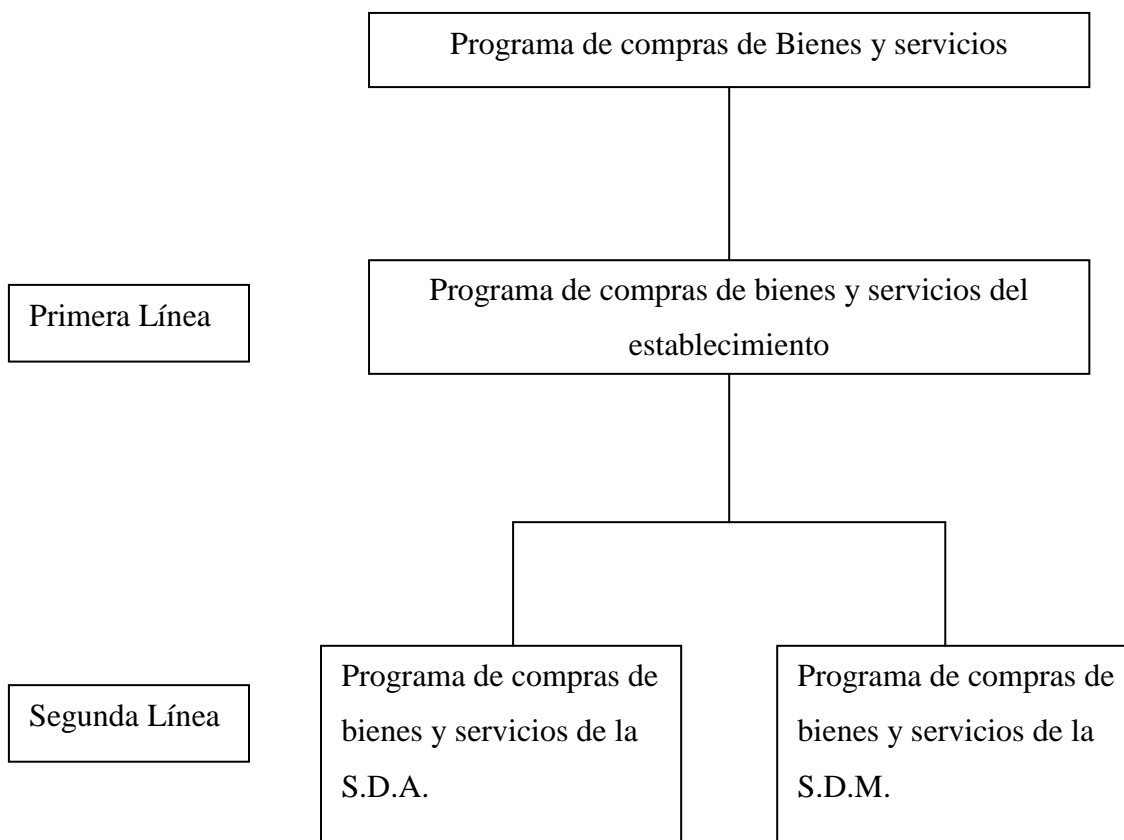 Programa de compras de Bienes y servicios
Primera Línea
Programa de compras de bienes y servicios del
establecimiento
Segunda Línea
Programa de compras de
bienes y servicios de la
S.D.A.
Programa de compras de
bienes y servicios de la
S.D.M.